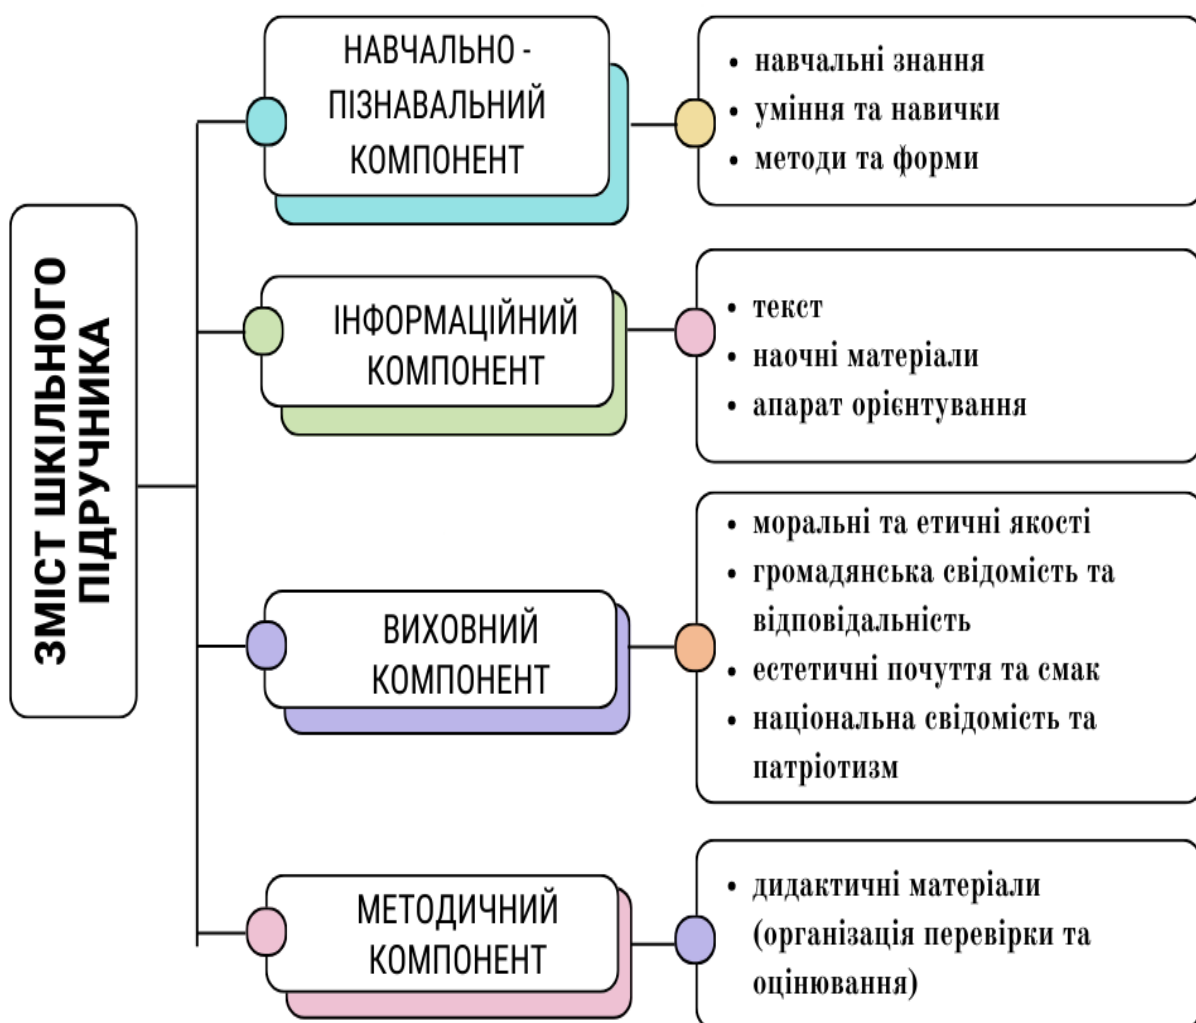 ЗМІСТ ШКІЛЬНОГО
ПІДРУЧНИКА
НАВЧАЛЬНО -
ПІЗНАВАЛЬНИЙ
КОМПОНЕНТ
• навчальні знання
• уміння та навички
• методи та форми
ІНФОРМАЦІЙНИЙ
КОМПОНЕНТ
• текст
• наочні матеріали
• апарат орієнтування
ВИХОВНИЙ
КОМПОНЕНТ
• моральні та етичні якості
• громадянська свідомість та
відповідальність
• естетичні почуття та смак
• національна свідомість та
патріотизм
МЕТОДИЧНИЙ
КОМПОНЕНТ
• дидактичні матеріали
(організація перевірки та
оцінювання)